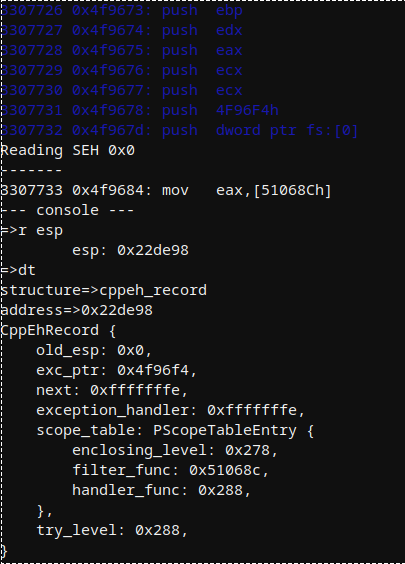 3307726 0x4f9673: push  ebp
3307727 0x4f9674: push  edx
3307728 0x4f9675: push  eax
3307729 0x4f9676: push  ecx
3307730 0x4f9677: push  ecx
3307731 0x4f9678: push  4F96F4h
3307732 0x4f967d: push  dword ptr fs:[0]
Reading SEH 0x0
-------
3307733 0x4f9684: mov   eax,[51068Ch]
--- console ---
=>r esp
        esp: 0x22de98
=>dt
structure=>cppeh_record
address=>0x22de98
CppEhRecord {
    old_esp: 0x0,
    exc_ptr: 0x4f96f4,
    next: 0xfffffffe,
    exception_handler: 0xfffffffe,
    scope_table: PScopeTableEntry {
        enclosing_level: 0x278,
        filter_func: 0x51068c,
        handler_func: 0x288,
    },
    try_level: 0x288,
}